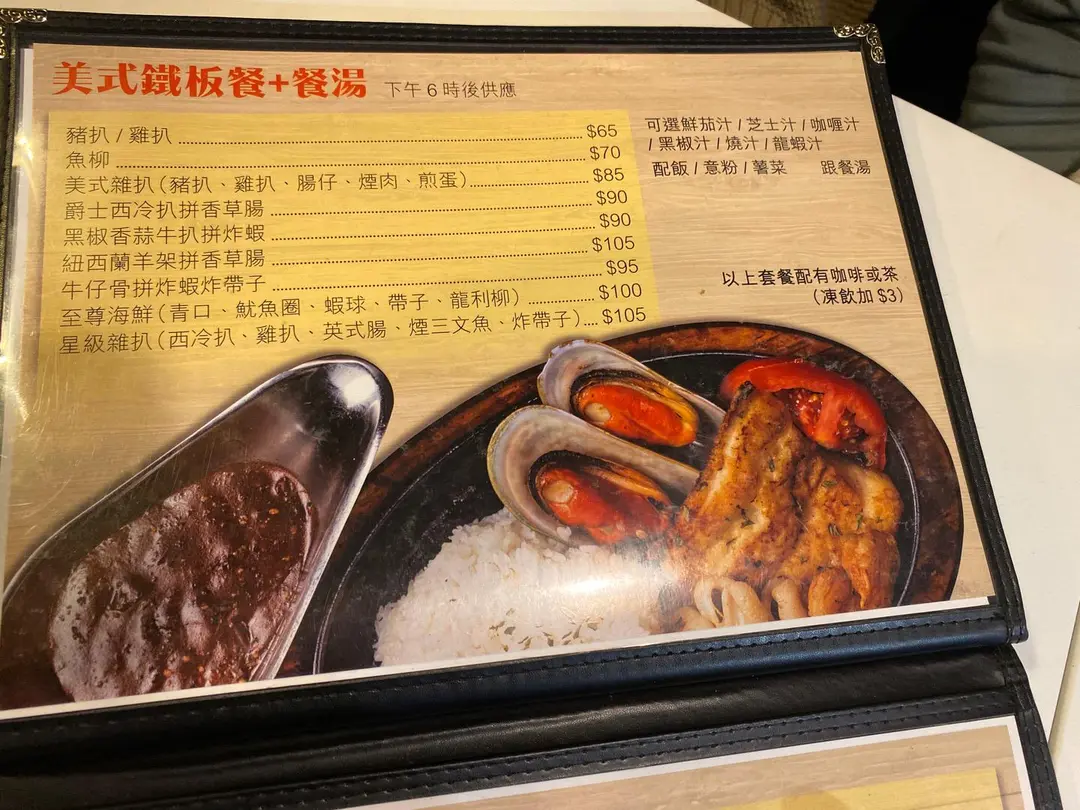 美式鐵板餐+餐湯 下午6時後供應
豬扒 / 雞扒 $65
魚柳 $70
美式雜扒(豬扒、雞扒、腸仔、煙肉、煎蛋) $85
爵士西冷扒拼香草腸 $90
黑椒香蒜牛扒拼炸蝦 $90
紐西蘭羊架拼香草腸 $105
牛仔骨拼炸蝦炸帶子 $95
至尊海鮮(青口、魷魚圈、蝦球、帶子、龍利柳) $100
星級雜扒(西冷扒、雞扒、英式腸、煙三文魚、炸帶子) $105
可選鮮茄汁 / 芝士汁 / 咖喱汁
/ 黑椒汁 / 燒汁 / 龍蝦汁
配飯 / 意粉 / 薯菜 跟餐湯
以上套餐配有咖啡或茶
(凍飲加 $3)